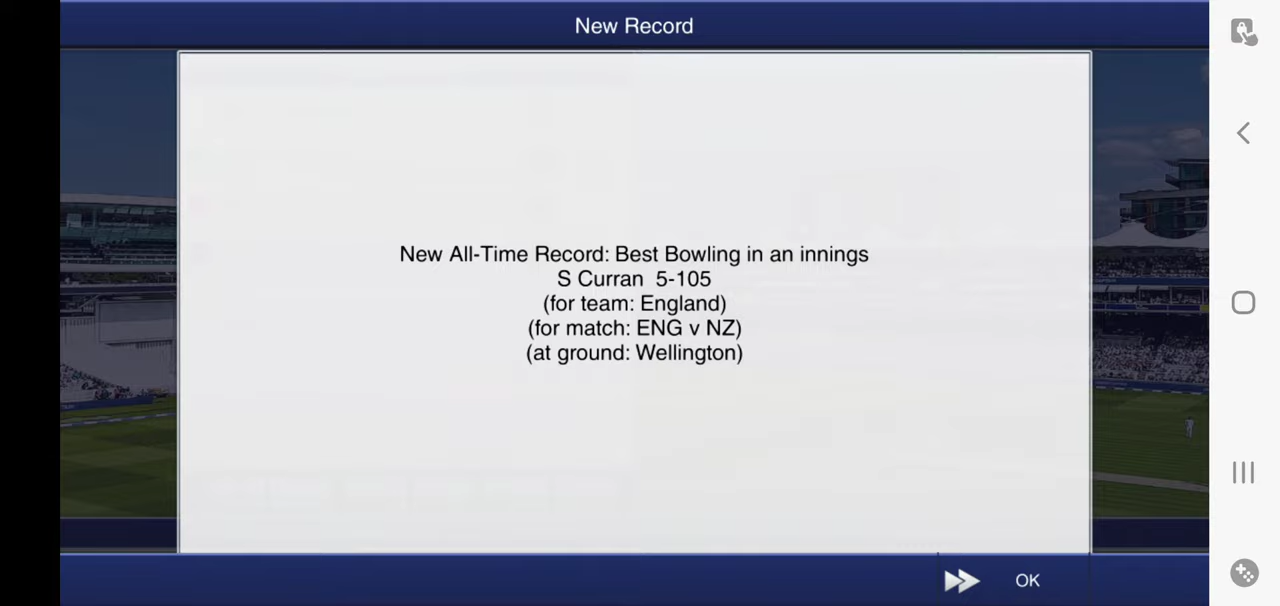 New Record
New All-Time Record: Best Bowling in an innings
S Curran 5-105
(for team: England)
(for match: ENG v NZ)
(at ground: Wellington)
OK